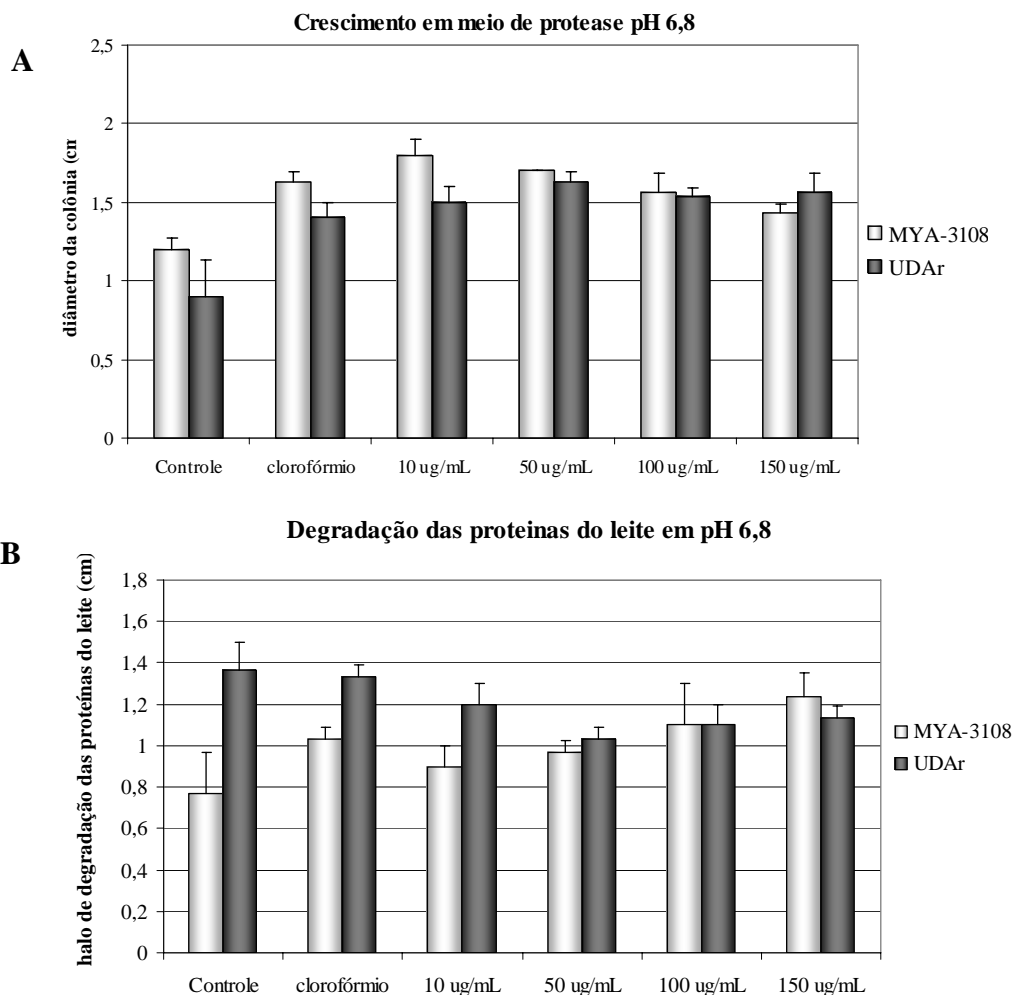 Crescimento em meio de protease pH 6,8
A
diâmetro da colônia (cm
2,5
2
1,5
1
0,5
0
Controle clorofórmio 10 ug/mL 50 ug/mL 100 ug/mL 150 ug/mL
MYA-3108
UDAr
Degradação das proteinas do leite em pH 6,8
B
halo de degradação das proteínas do leite (cm)
1,8
1,6
1,4
1,2
1
0,8
0,6
0,4
0,2
0
Controle clorofórmio 10 ug/mL 50 ug/mL 100 ug/mL 150 ug/mL
MYA-3108
UDAr